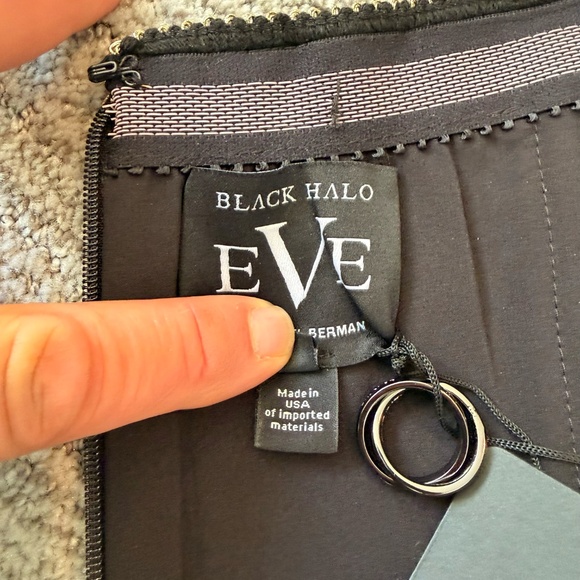 BLACK HALO
EVE
BERMAN
Made in
USA
of imported
materials